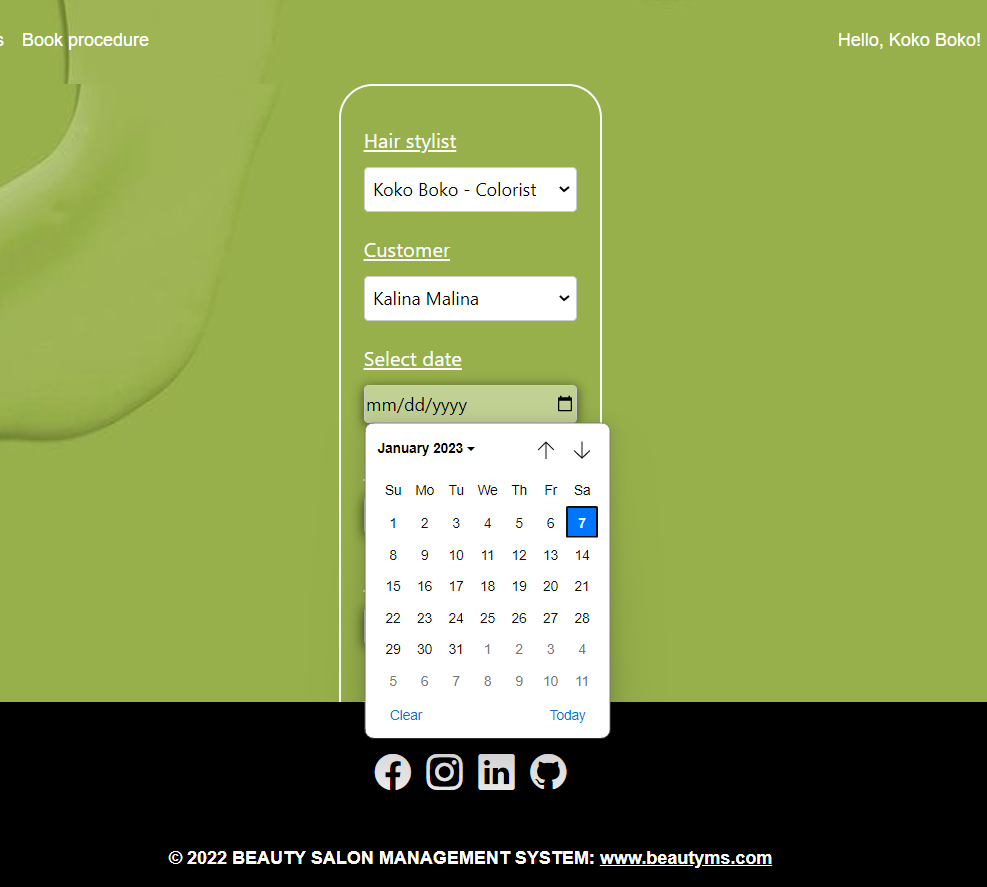 s Book procedure Hello, Koko Boko!
Hair stylist
Koko Boko - Colorist
Customer
Kalina Malina
Select date
mm/dd/yyyy
January 2023
Su Mo Tu We Th Fr Sa
1 2 3 4 5 6 7
8 9 10 11 12 13 14
15 16 17 18 19 20 21
22 23 24 25 26 27 28
29 30 31 1 2 3 4
5 6 7 8 9 10 11
Clear Today
in
© 2022 BEAUTY SALON MANAGEMENT SYSTEM: www.beautyms.com